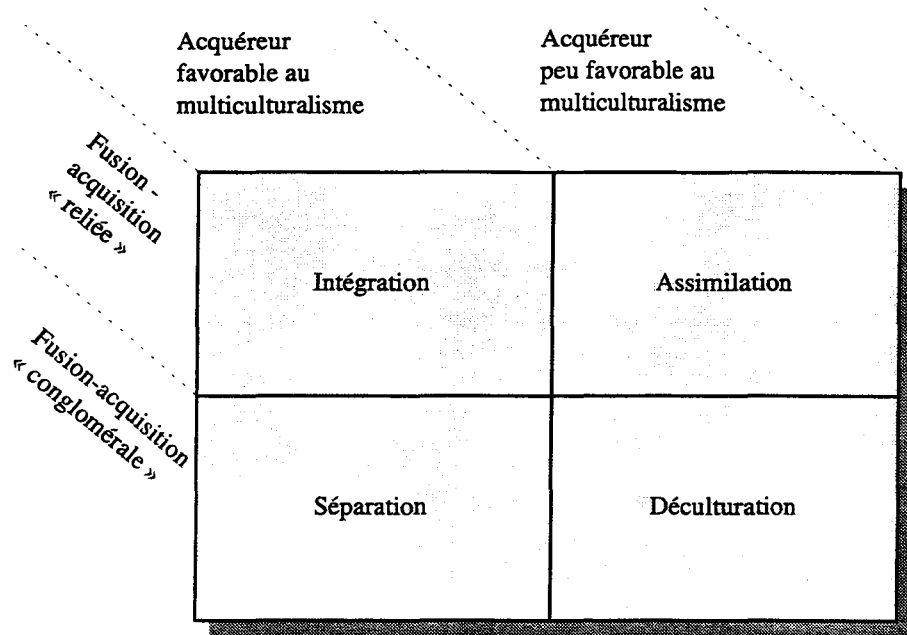 Acquéreur
favorable au
multiculturalisme
Acquéreur
peu favorable au
multiculturalisme
Fusion -
acquisition
« reliée »
Intégration
Assimilation
Fusion-acquisition
« conglomérale »
Séparation
Déculturation